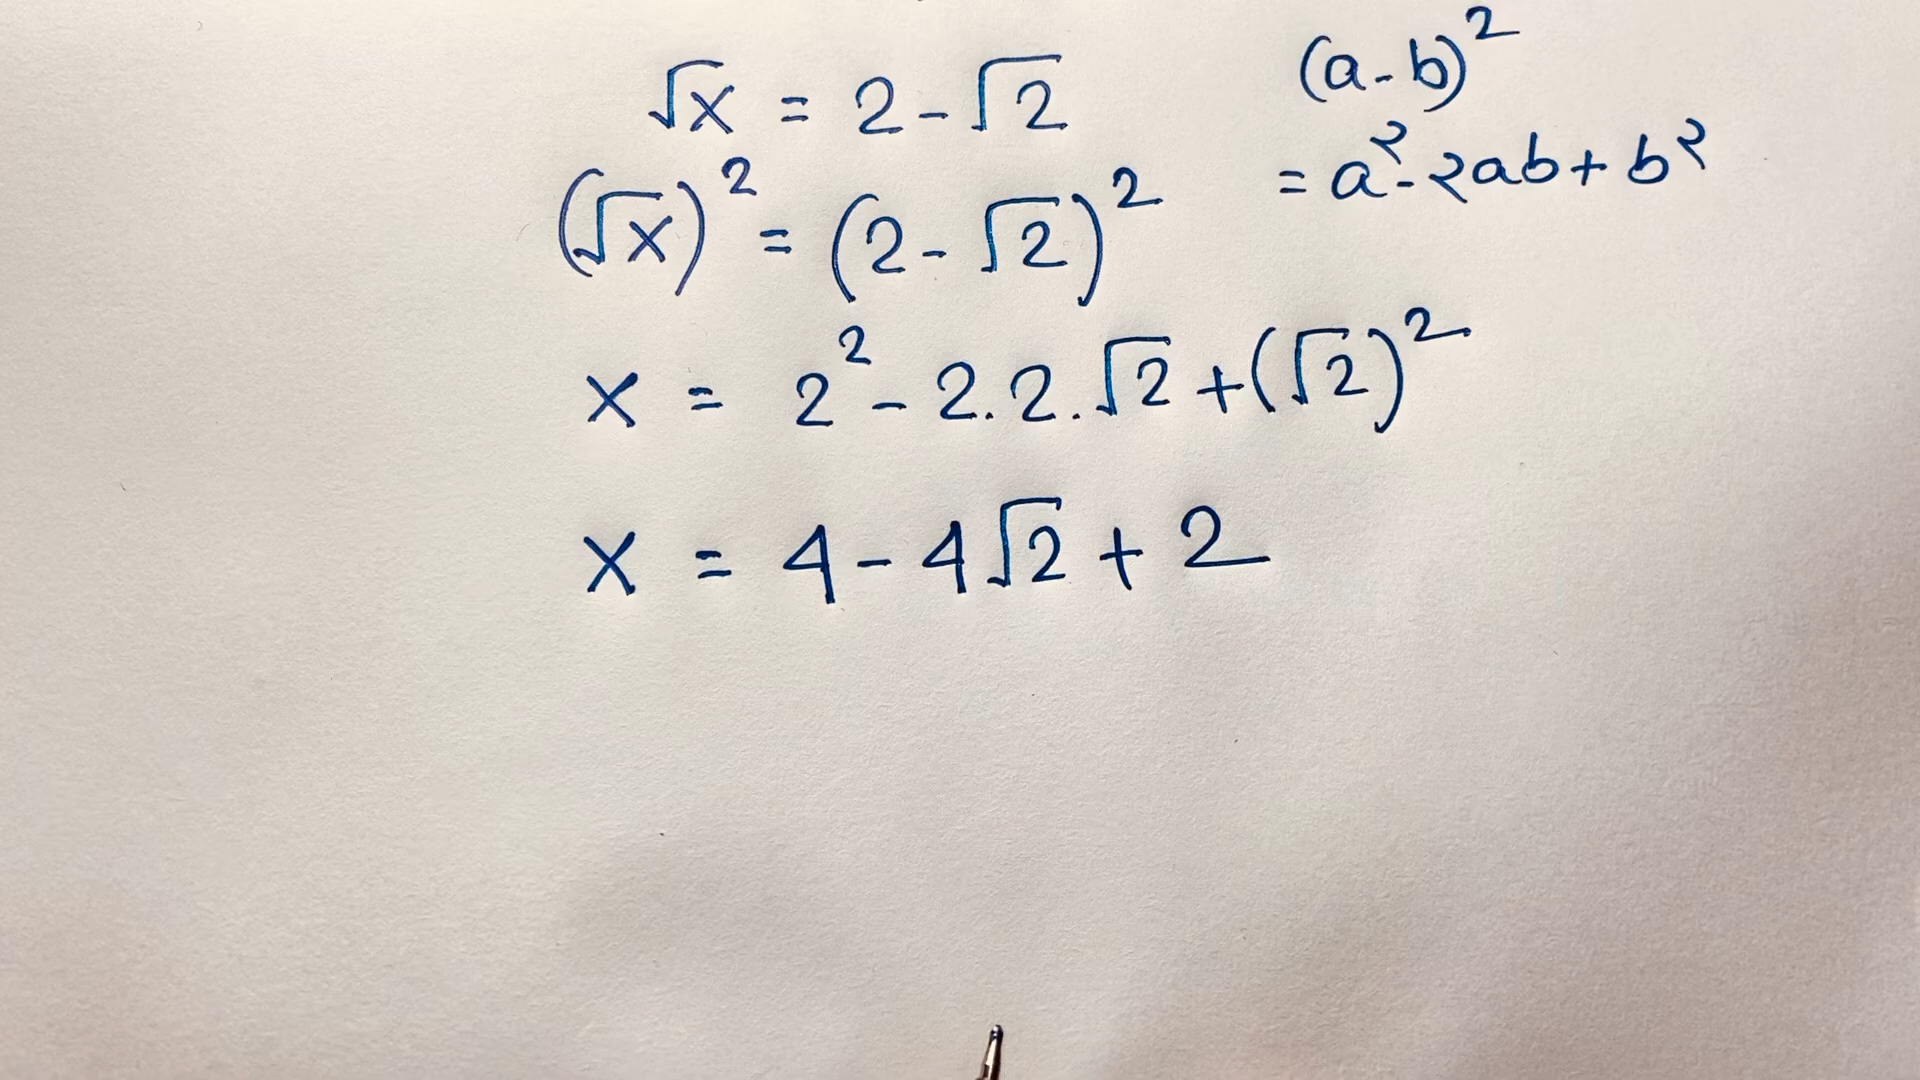 √x = 2 - √2
(√x)² = (2 - √2)²
x = 2² - 2.2.√2 + (√2)²
x = 4 - 4√2 + 2
(a - b)²
= a² - 2ab + b²